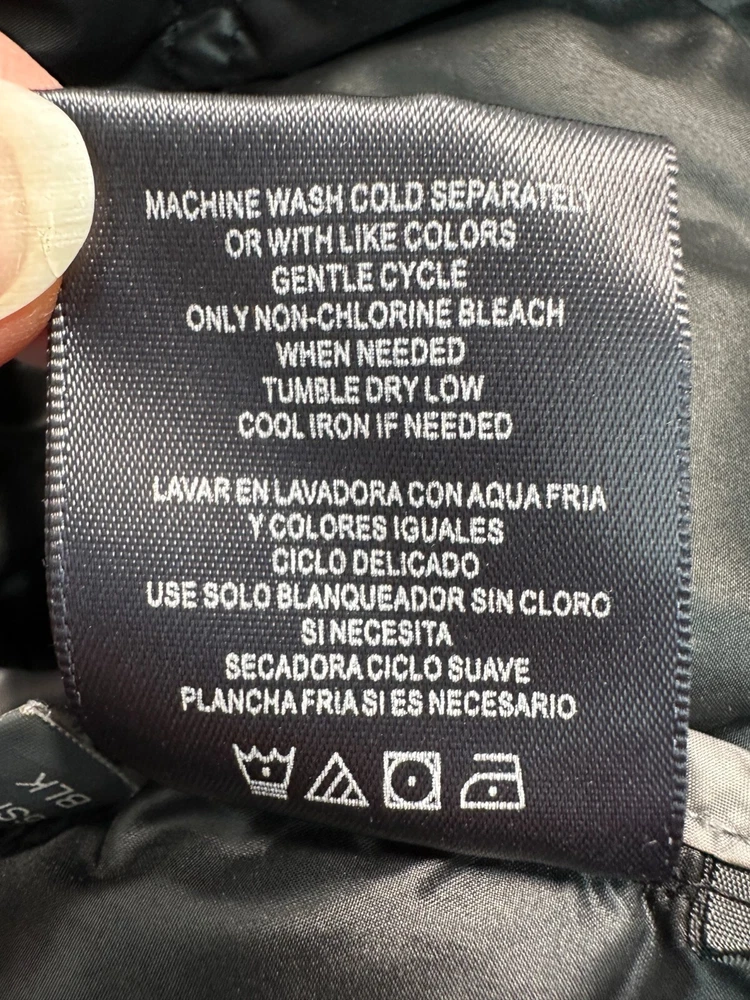 MACHINE WASH COLD SEPARATELY
OR WITH LIKE COLORS
GENTLE CYCLE
ONLY NON-CHLORINE BLEACH
WHEN NEEDED
TUMBLE DRY LOW
COOL IRON IF NEEDED
LAVAR EN LAVADORA CON AQUA FRIA
Y COLORES IGUALES
CICLO DELICADO
USE SOLO BLANQUEADOR SIN CLORO
SI NECESITA
SECADORA CICLO SUAVE
PLANCHA FRIA SI ES NECESARIO
BLK